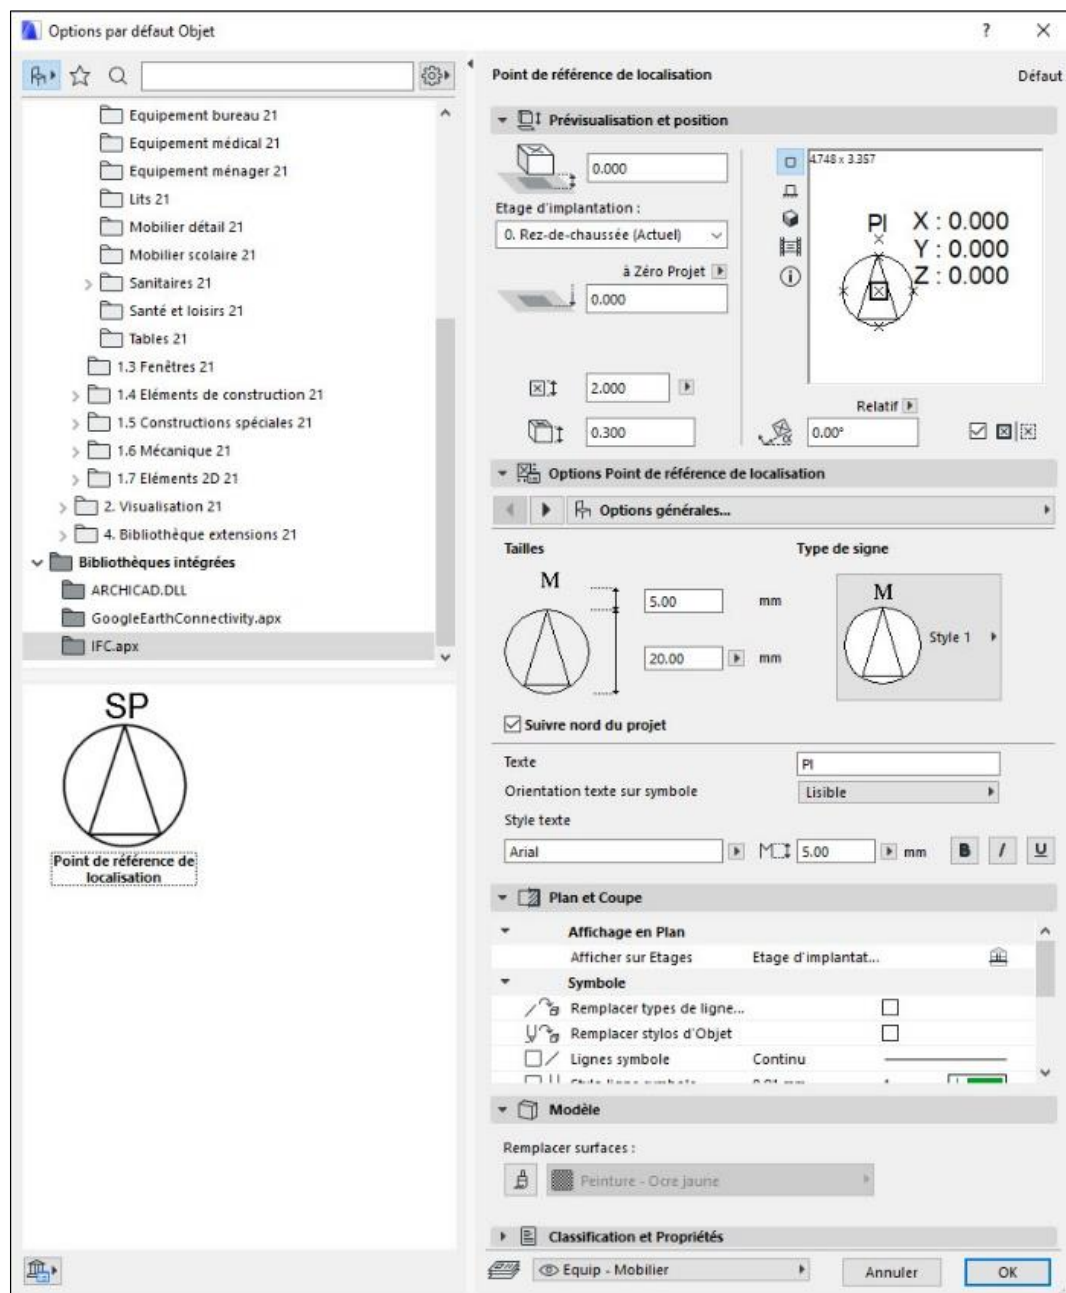 Options par défaut Objet
?
Equipement bureau 21
Equipement médical 21
Equipement ménager 21
Lits 21
Mobilier détail 21
Mobilier scolaire 21
Sanitaires 21
Santé et loisirs 21
Tables 21
1.3 Fenêtres 21
1.4 Eléments de construction 21
1.5 Constructions spéciales 21
1.6 Mécanique 21
1.7 Eléments 2D 21
2. Visualisation 21
4. Bibliothèque extensions 21
Bibliothèques intégrées
ARCHICAD.DLL
GoogleEarthConnectivity.apx
IFC.apx
SP
Point de référence de
localisation
Point de référence de localisation
Défaut
Prévisualisation et position
0.000
Etage d'implantation :
0. Rez-de-chaussée (Actuel)
à Zéro Projet
0.000
2.000
0.300
4.748 x 3.357
PI
X : 0.000
Y : 0.000
Z : 0.000
Relatif
α
0.00°
Options Point de référence de localisation
Options générales...
Tailles
Type de signe
M
5.00 mm
20.00 mm
M
Style 1
Suivre nord du projet
Texte
PI
Orientation texte sur symbole
Lisible
Style texte
Arial
M
5.00 mm
B I U
Plan et Coupe
Affichage en Plan
Afficher sur Etages
Etage d'implantat...
Symbole
Remplacer types de ligne...
Remplacer stylos d'Objet
Lignes symbole
Continu
Modèle
Remplacer surfaces :
Peinture - Ocre jaune
Classification et Propriétés
Equip - Mobilier
Annuler
OK